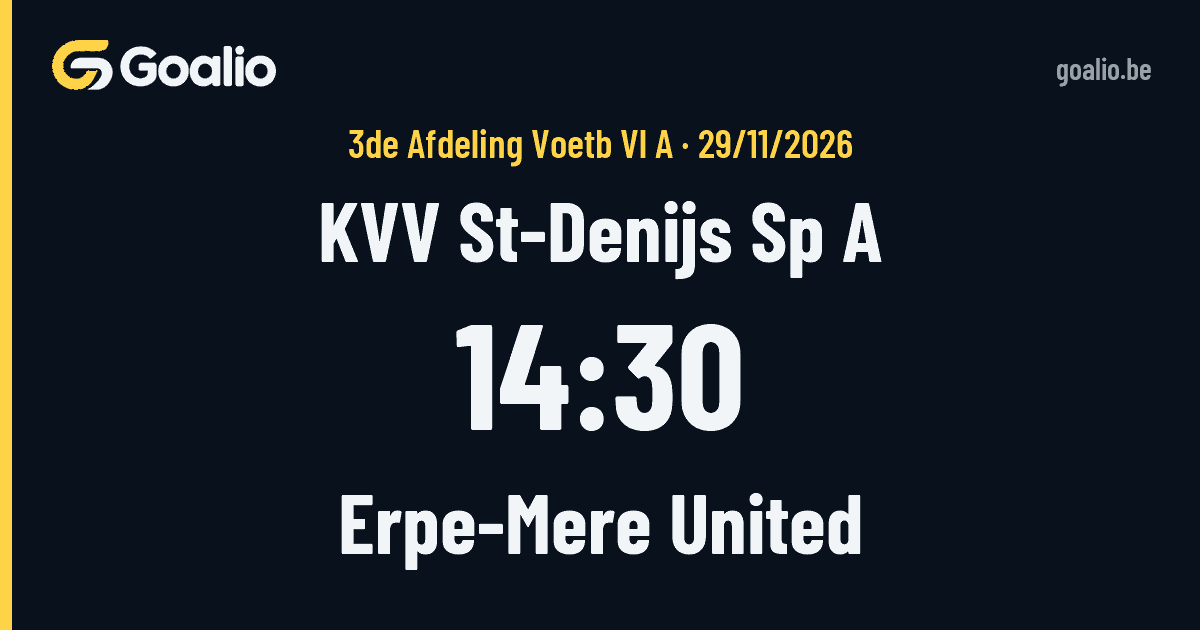 Goalio
goalio.be
3de Afdeling Voetb Vl A · 29/11/2026
KVV St-Denijs Sp A
14:30
Erpe-Mere United